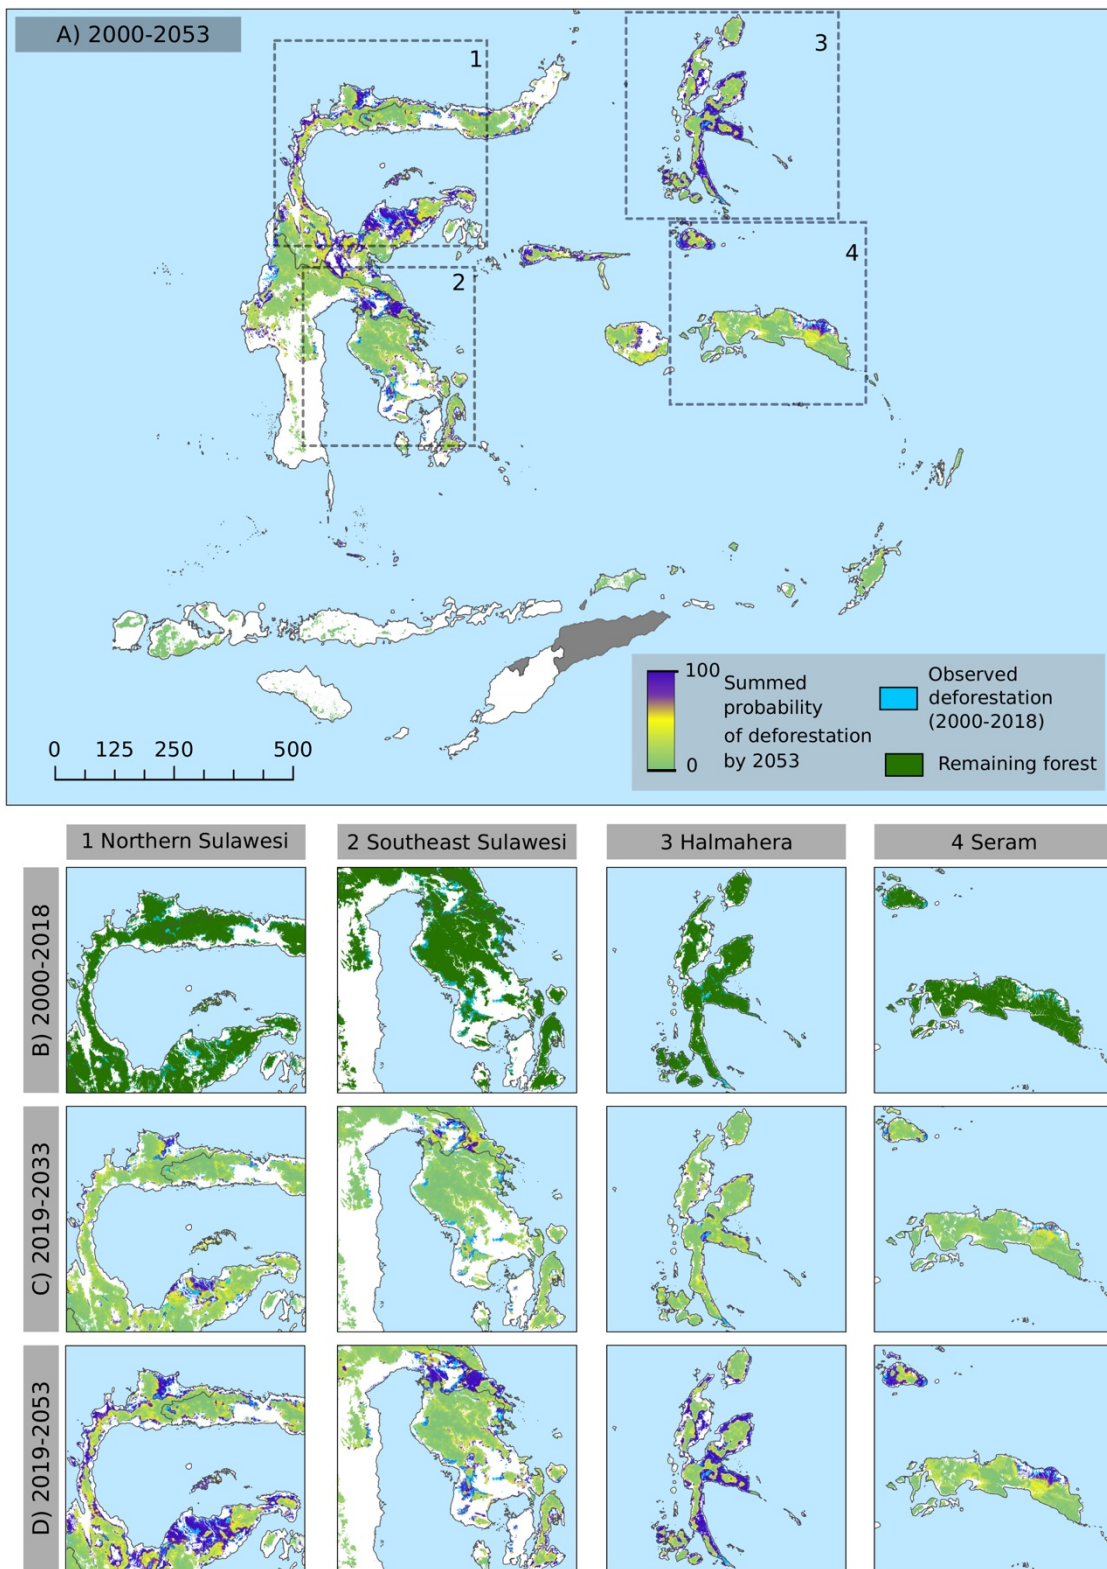 A) 2000-2053
1
2
3
4
0 125 250 500
100
0
Summed
probability
of deforestation
by 2053
Observed
deforestation
(2000-2018)
Remaining forest
1 Northern Sulawesi
2 Southeast Sulawesi
3 Halmahera
4 Seram
B) 2000-2018
C) 2019-2033
D) 2019-2053